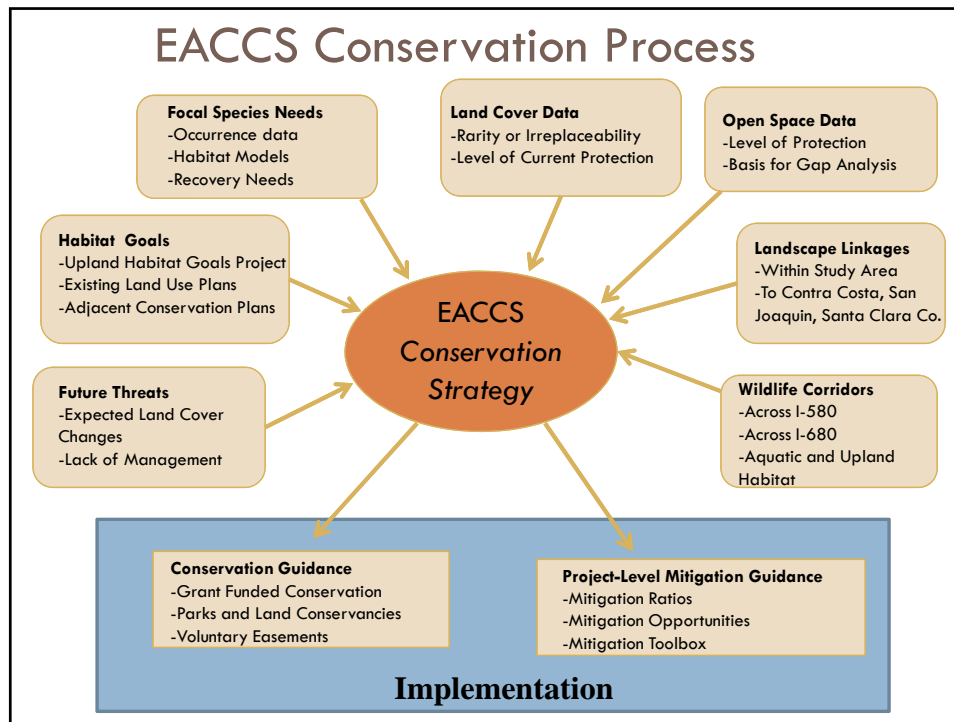 EACCS Conservation Process
Focal Species Needs
-Occurrence data
-Habitat Models
-Recovery Needs
Land Cover Data
-Rarity or Irreplaceability
-Level of Current Protection
Open Space Data
-Level of Protection
-Basis for Gap Analysis
Habitat Goals
-Upland Habitat Goals Project
-Existing Land Use Plans
-Adjacent Conservation Plans
Landscape Linkages
-Within Study Area
-To Contra Costa, San
Joaquin, Santa Clara Co.
EACCS
Conservation
Strategy
Future Threats
-Expected Land Cover
Changes
-Lack of Management
Wildlife Corridors
-Across I-580
-Across I-680
-Aquatic and Upland
Habitat
Conservation Guidance
-Grant Funded Conservation
-Parks and Land Conservancies
-Voluntary Easements
Project-Level Mitigation Guidance
-Mitigation Ratios
-Mitigation Opportunities
-Mitigation Toolbox
Implementation